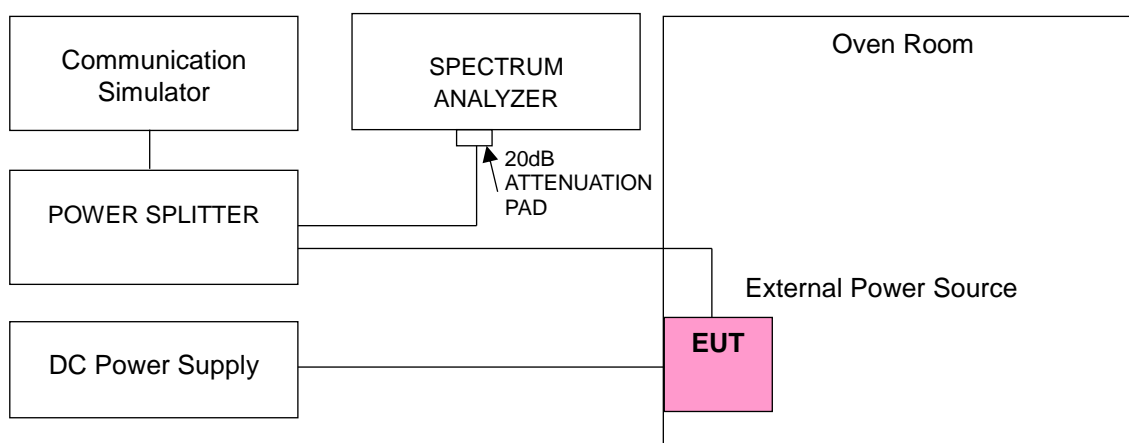 Communication
Simulator
SPECTRUM
ANALYZER
Oven Room
20dB
ATTENUATION
PAD
POWER SPLITTER
External Power Source
EUT
DC Power Supply